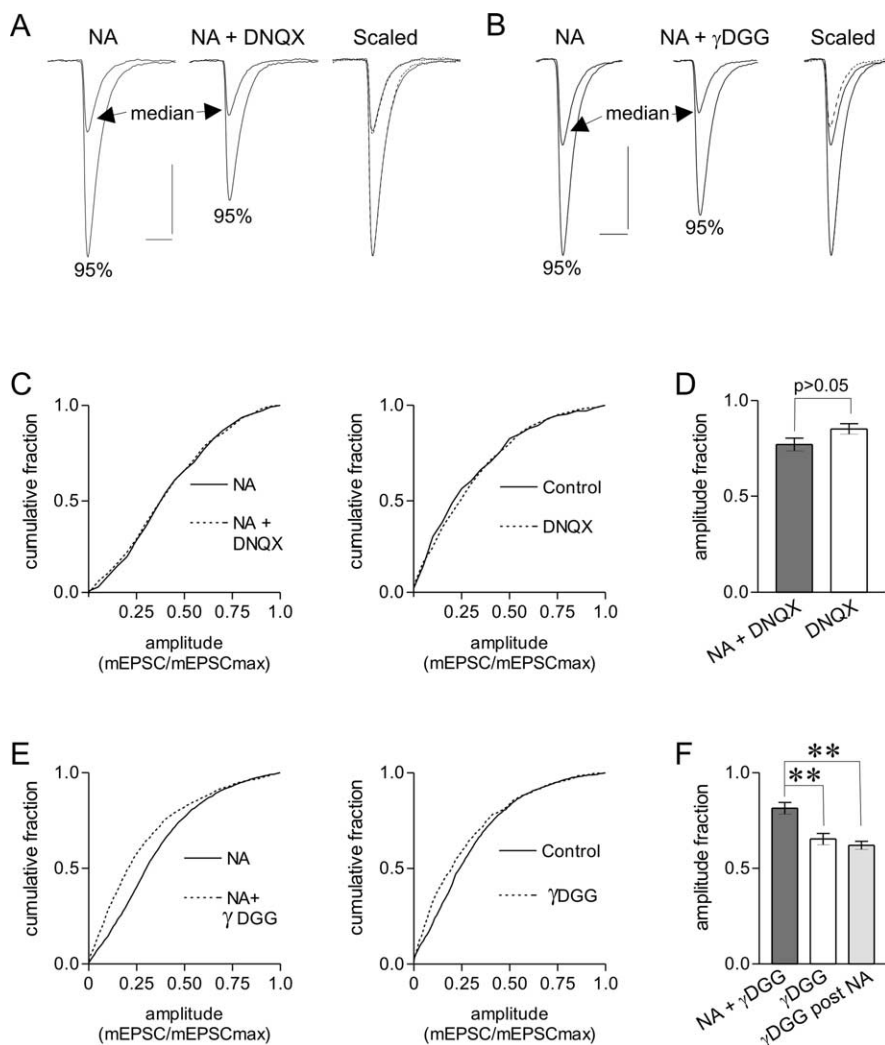 A
NA
NA + DNQX
Scaled
median
95%
95%
B
NA
NA + γDGG
Scaled
median
95%
95%
C
1.0
0.5
0.0
cumulative fraction
NA
NA +
DNQX
0.25 0.50 0.75 1.0
amplitude
(mEPSC/mEPSCmax)
1.0
0.5
0.0
cumulative fraction
Control
DNQX
0.25 0.50 0.75 1.0
amplitude
(mEPSC/mEPSCmax)
D
p>0.05
1.0
0.5
0.0
amplitude fraction
NA + DNQX
DNQX
E
1.0
0.5
0.0
cumulative fraction
NA
NA+
γ DGG
0 0.25 0.50 0.75 1.0
amplitude
(mEPSC/mEPSCmax)
1.0
0.5
0.0
cumulative fraction
Control
γDGG
0 0.25 0.50 0.75 1.0
amplitude
(mEPSC/mEPSCmax)
F
**
**
1.0
0.5
0.0
amplitude fraction
NA + γDGG
γDGG
γDGG post NA